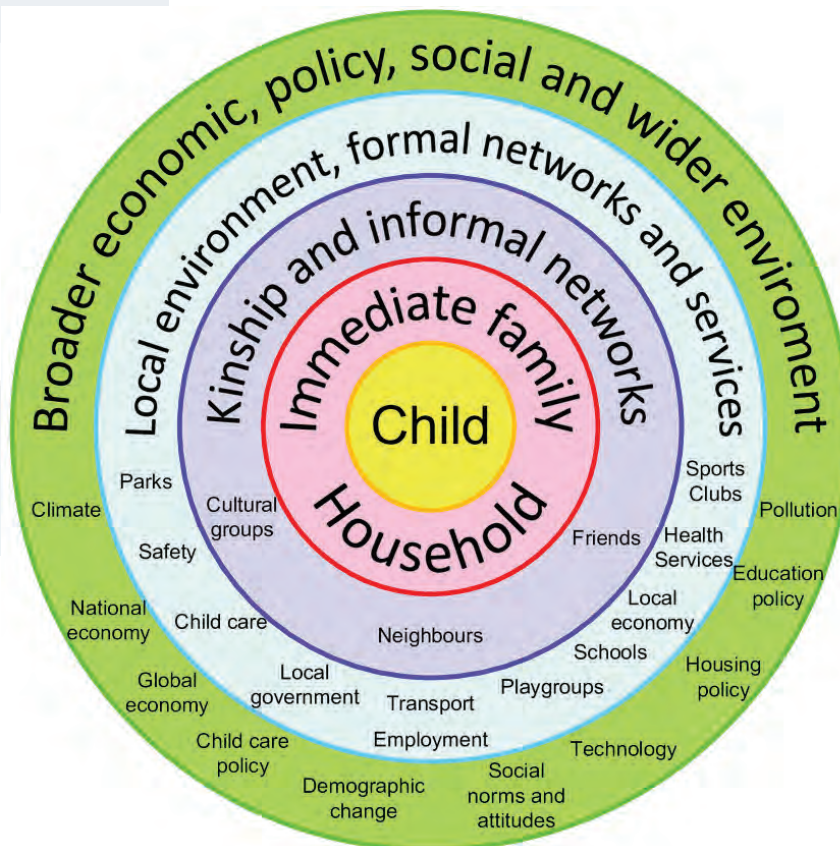 Broader economic, policy, social and wider enviroment
Local environment, formal networks and services
Kinship and informal networks
Immediate family
Child
Household
Parks
Climate
Cultural
groups
Safety
National
economy
Child care
Global
economy
Local
government
Child care
policy
Neighbours
Transport
Employment
Demographic
change
Social
norms and
attitudes
Technology
Playgroups
Schools
Local
economy
Housing
policy
Friends
Health
Services
Education
policy
Sports
Clubs
Pollution